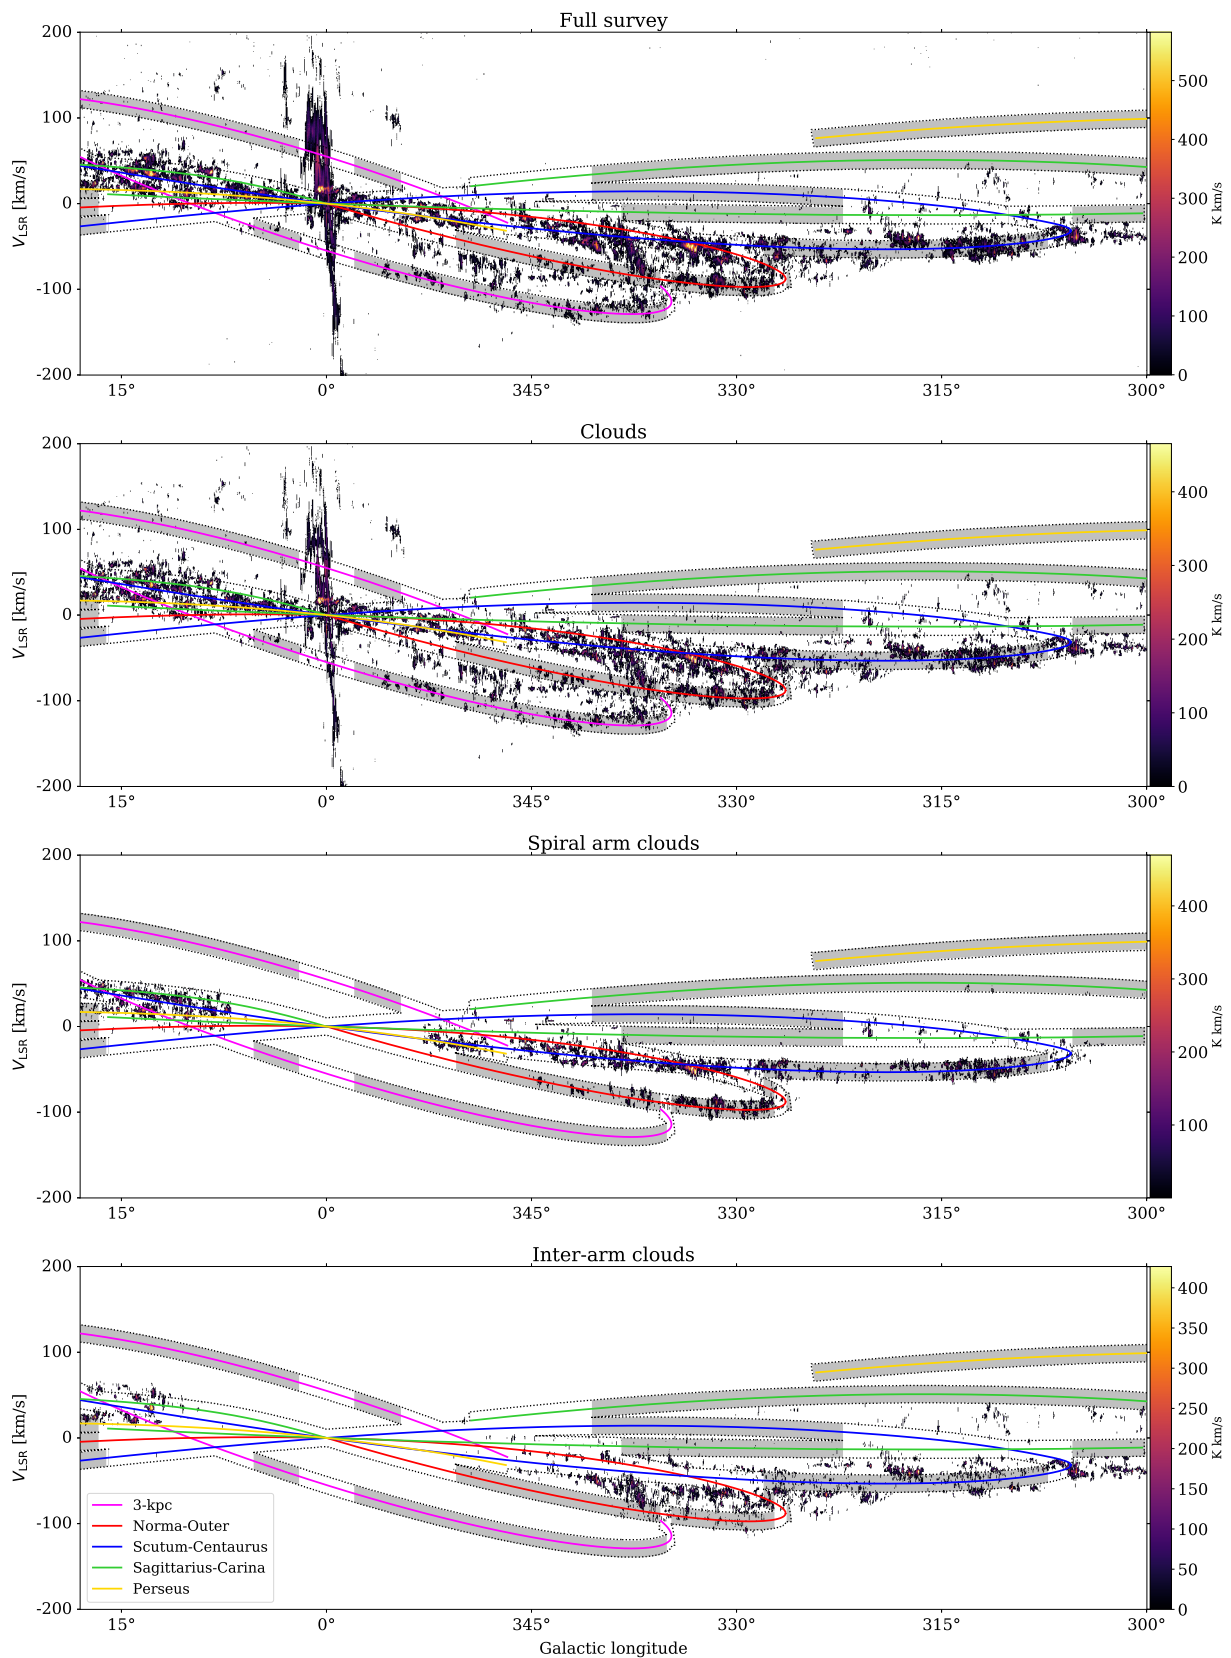 Full survey
200
100
0
-100
-200
V_LSR [km/s]
15° 0° 345° 330° 315° 300°
500
400
300
200
100
0
K km/s
Clouds
200
100
0
-100
-200
V_LSR [km/s]
15° 0° 345° 330° 315° 300°
400
300
200
100
0
K km/s
Spiral arm clouds
200
100
0
-100
-200
V_LSR [km/s]
15° 0° 345° 330° 315° 300°
400
300
200
100
K km/s
Inter-arm clouds
200
100
0
-100
-200
V_LSR [km/s]
3-kpc
Norma-Outer
Scutum-Centaurus
Sagittarius-Carina
Perseus
15° 0° 345° 330° 315° 300°
Galactic longitude
400
350
300
250
200
150
100
50
0
K km/s